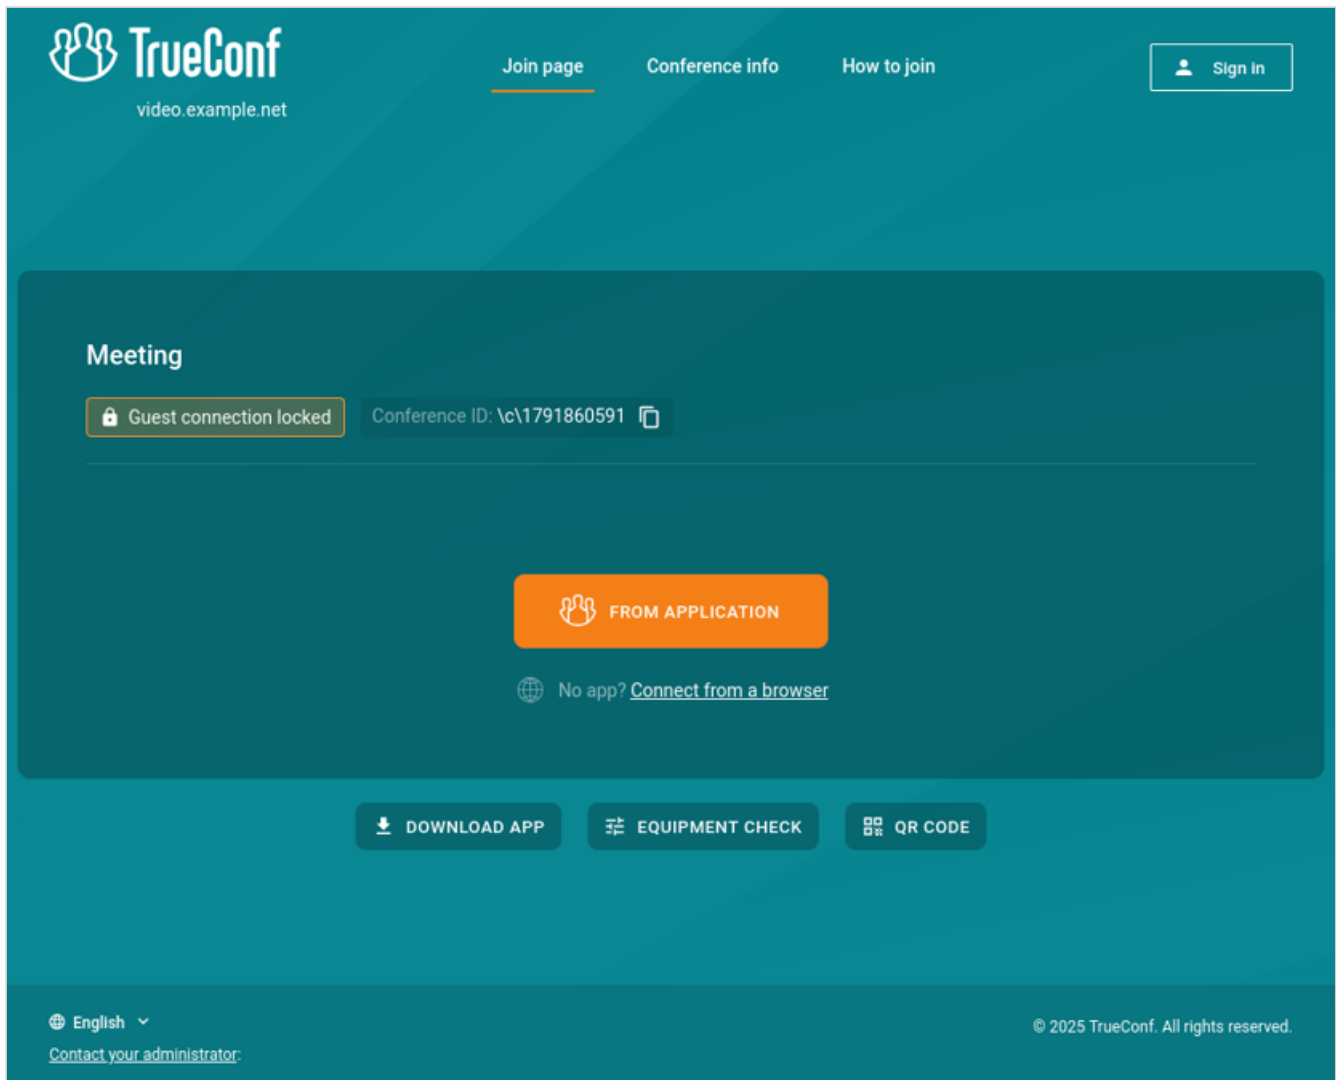 TrueConf
video.example.net
Join page
Conference info
How to join
Sign in
Meeting
Guest connection locked
Conference ID: \c\1791860591
FROM APPLICATION
No app? Connect from a browser
DOWNLOAD APP
EQUIPMENT CHECK
QR CODE
English
© 2025 TrueConf. All rights reserved.
Contact your administrator: